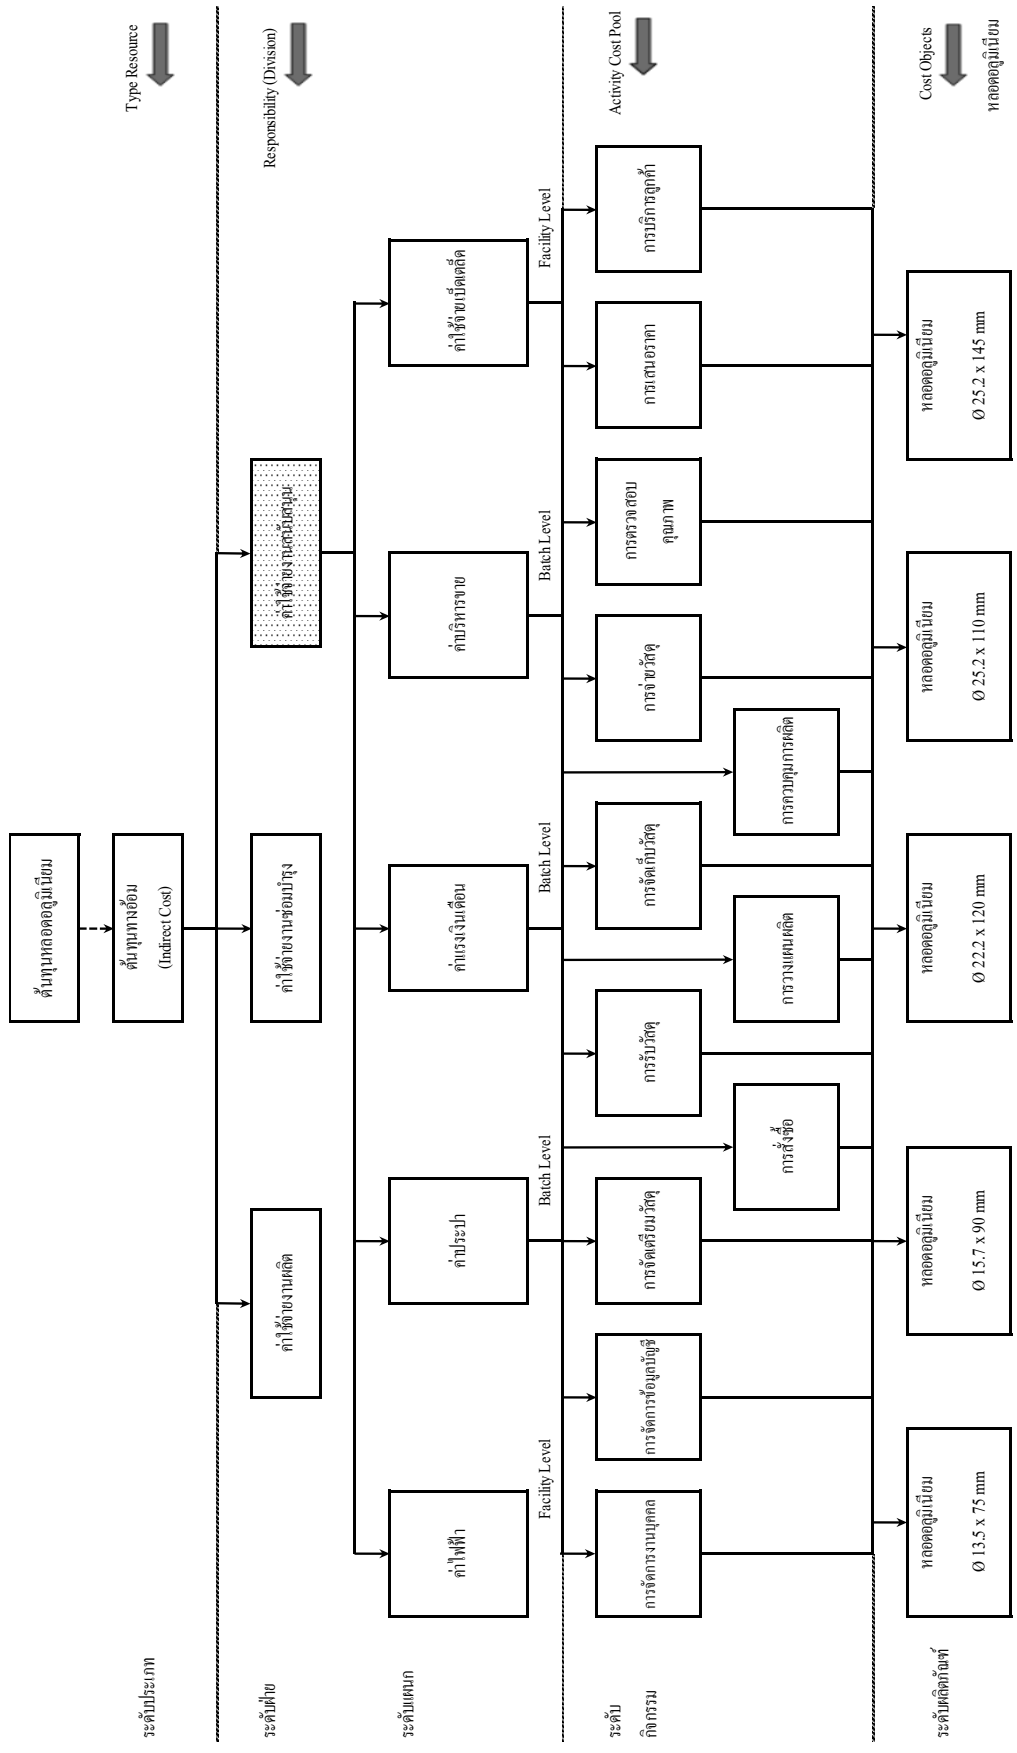 ต้นทุนหลอดอลูมิเนียม
ระดับประเภท
ต้นทุนทางอ้อม
(Indirect Cost)
Type Resource
ระดับฝ่าย
ค่าใช้จ่ายงานผลิต
ค่าใช้จ่ายงานซ่อมบำรุง
ค่าใช้จ่ายงานสนับสนุน
Responsibility (Division)
ระดับแผนก
ค่าไฟฟ้า
ค่าประปา
ค่าแรงเงินเดือน
ค่าบริหารขาย
ค่าใช้จ่ายเบ็ดเตล็ด
Facility Level
Batch Level
Batch Level
Batch Level
Facility Level
ระดับ
กิจกรรม
การจัดการงานบุคคล
การจัดการข้อมูลบัญชี
การจัดเตรียมวัสดุ
การรับวัสดุ
การจัดเก็บวัสดุ
การจ่ายวัสดุ
การตรวจสอบ
คุณภาพ
การเสนอราคา
การบริการลูกค้า
Activity Cost Pool
การสั่งซื้อ
การวางแผนผลิต
การควบคุมการผลิต
ระดับผลิตภัณฑ์
หลอดอลูมิเนียม
Ø 13.5 x 75 mm
หลอดอลูมิเนียม
Ø 15.7 x 90 mm
หลอดอลูมิเนียม
Ø 22.2 x 120 mm
หลอดอลูมิเนียม
Ø 25.2 x 110 mm
หลอดอลูมิเนียม
Ø 25.2 x 145 mm
Cost Objects
หลอดอลูมิเนียม